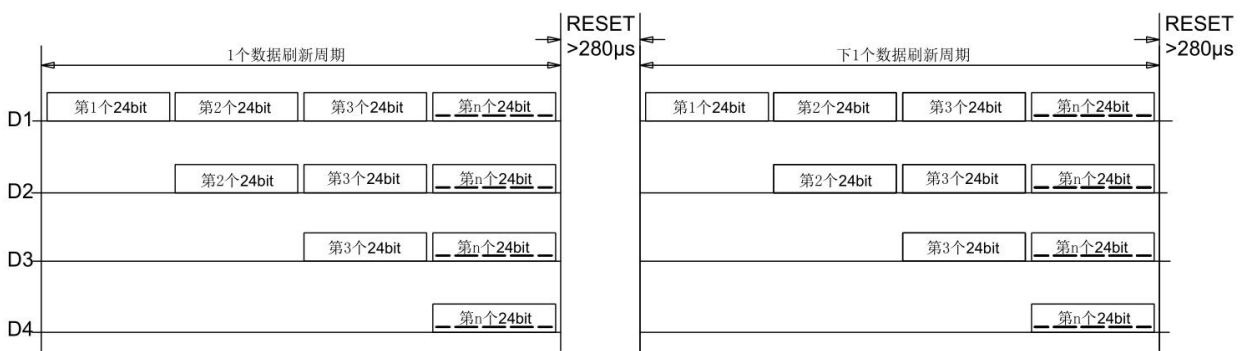 RESET
>280μs
RESET
>280μs
1个数据刷新周期
下1个数据刷新周期
D1
第1个24bit
第2个24bit
第3个24bit
第n个24bit
第1个24bit
第2个24bit
第3个24bit
第n个24bit
D2
第2个24bit
第3个24bit
第n个24bit
第2个24bit
第3个24bit
第n个24bit
D3
第3个24bit
第n个24bit
第3个24bit
第n个24bit
D4
第n个24bit
第n个24bit